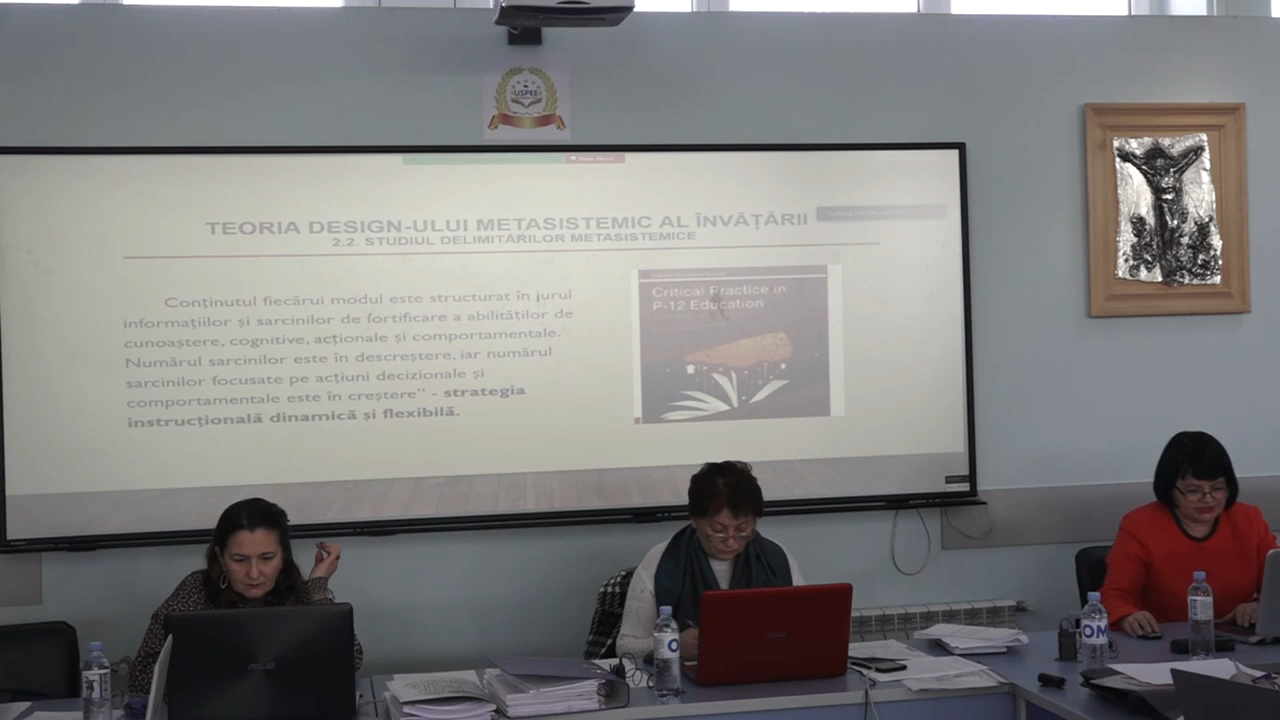 USPEE
Stop Share
TEORIA DESIGN-ULUI METASISTEMIC AL ÎNVĂȚĂRII
2.2. STUDIUL DELIMITĂRILOR METASISTEMICE
Conținutul fiecărui modul este structurat în jurul
informațiilor și sarcinilor de fortificare a abilităților de
cunoaștere, cognitive, acționale și comportamentale.
Numărul sarcinilor este în descreștere, iar numărul
sarcinilor focusate pe acțiuni decizionale și
comportamentale este în creștere” - strategia
instrucțională dinamică și flexibilă.
Critical Practice in
P-12 Education
ASUS
OM